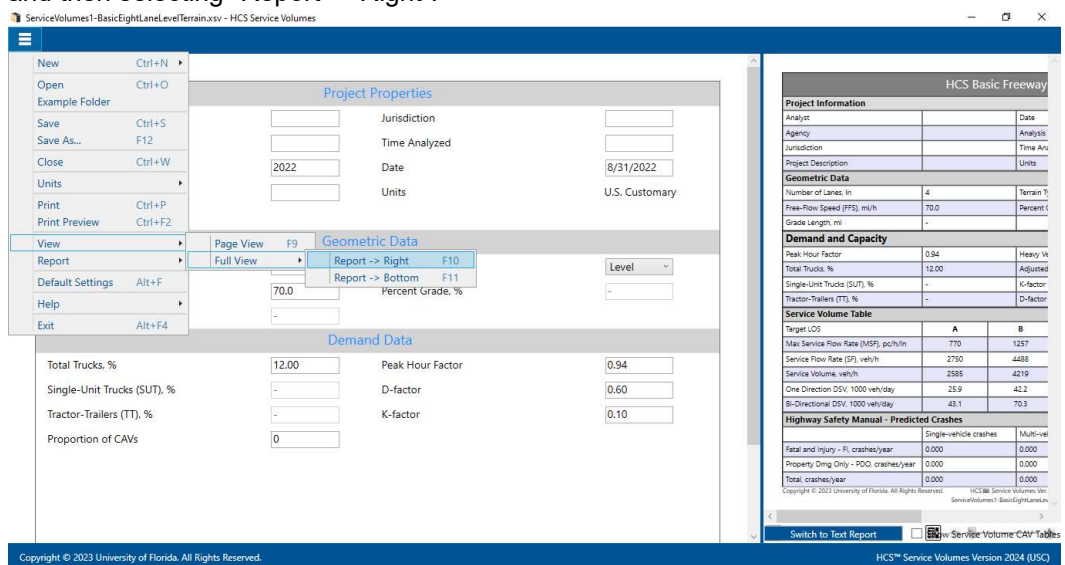 and then selecting "Report -> Right".
ServiceVolumes1-BasicEightLaneLevelTerrain.xsv - HCS Service Volumes
New Ctrl+N
Open Ctrl+O
Example Folder
Save Ctrl+S
Save As... F12
Close Ctrl+W
Units
Print Ctrl+P
Print Preview Ctrl+F2
View
Report
Default Settings Alt+F
Help
Exit Alt+F4
Page View F9
Full View
Report -> Right F10
Report -> Bottom F11
Project Properties
Jurisdiction
Time Analyzed
2022 Date 8/31/2022
Units U.S. Customary
Geometric Data
Level
70.0 Percent Grade, % -
-
Demand Data
Total Trucks, % 12.00 Peak Hour Factor 0.94
Single-Unit Trucks (SUT), % - D-factor 0.60
Tractor-Trailers (TT), % - K-factor 0.10
Proportion of CAVs 0
HCS Basic Freeway
Project Information
Analyst Date
Agency Analysis
Jurisdiction Time Ana
Project Description Units
Geometric Data
Number of Lanes, ln 4 Terrain Ty
Free-Flow Speed (FFS), mi/h 70.0 Percent G
Grade Length, mi -
Demand and Capacity
Peak Hour Factor 0.94 Heavy Ve
Total Trucks, % 12.00 Adjusted
Single-Unit Trucks (SUT), % - K-factor
Tractor-Trailers (TT), % - D-factor
Service Volume Table
Target LOS A B
Max Service Flow Rate (MSF), pc/h/ln 770 1257
Service Flow Rate (SF), veh/h 2750 4488
Service Volume, veh/h 2585 4219
One Direction DSV, 1000 veh/day 25.9 42.2
Bi-Directional DSV, 1000 veh/day 43.1 70.3
Highway Safety Manual - Predicted Crashes
Single-vehicle crashes Multi-vel
Fatal and Injury - FI, crashes/year 0.000 0.000
Property Dmg Only - PDO, crashes/year 0.000 0.000
Total, crashes/year 0.000 0.000
Copyright © 2023 University of Florida. All Rights Reserved. HCS™ Service Volumes Ver.
ServiceVolumes1-BasicEightLaneLev
Switch to Text Report w Service Volume CAV Tables
Copyright © 2023 University of Florida. All Rights Reserved. HCS™ Service Volumes Version 2024 (USC)